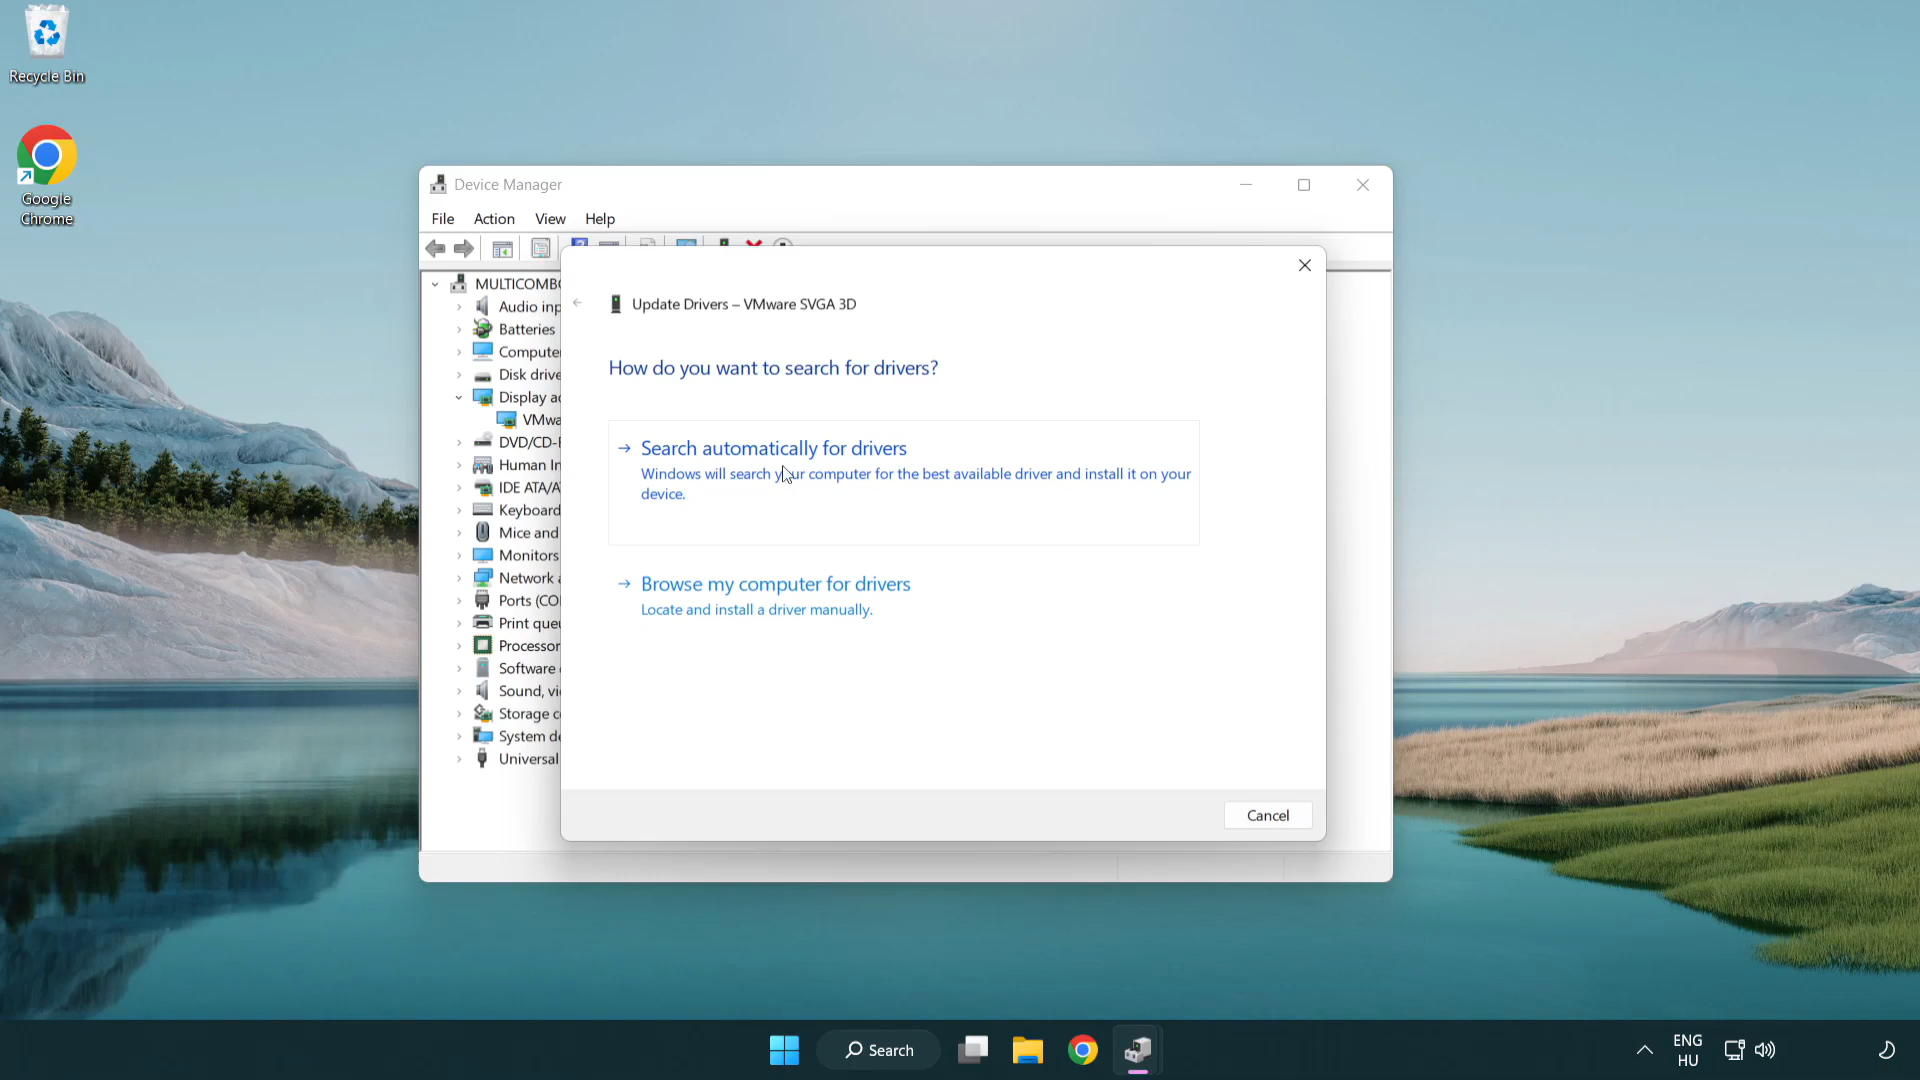 Recycle Bin
Google
Chrome
Device Manager
File Action View Help
MULTICOMBO
Audio inp
Batteries
Compute
Disk drive
Display a
VMwa
DVD/CD-
Human In
IDE ATA/A
Keyboard
Mice and
Monitors
Network a
Ports (CO
Print que
Processor
Software
Sound, vi
Storage c
System de
Universal
Update Drivers – VMware SVGA 3D
How do you want to search for drivers?
Search automatically for drivers
Windows will search your computer for the best available driver and install it on your
device.
Browse my computer for drivers
Locate and install a driver manually.
Cancel
Search
ENG
HU